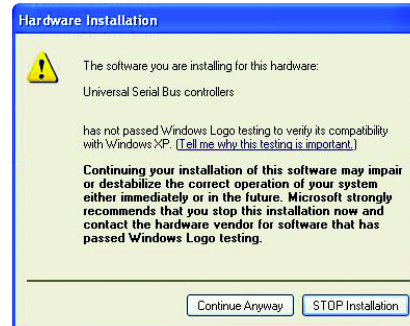 Hardware Installation
The software you are installing for this hardware:
Universal Serial Bus controllers
has not passed Windows Logo testing to verify its compatibility
with Windows XP. (Tell me why this testing is important.)
Continuing your installation of this software may impair
or destabilize the correct operation of your system
either immediately or in the future. Microsoft strongly
recommends that you stop this installation now and
contact the hardware vendor for software that has
passed Windows Logo testing.
Continue Anyway STOP Installation